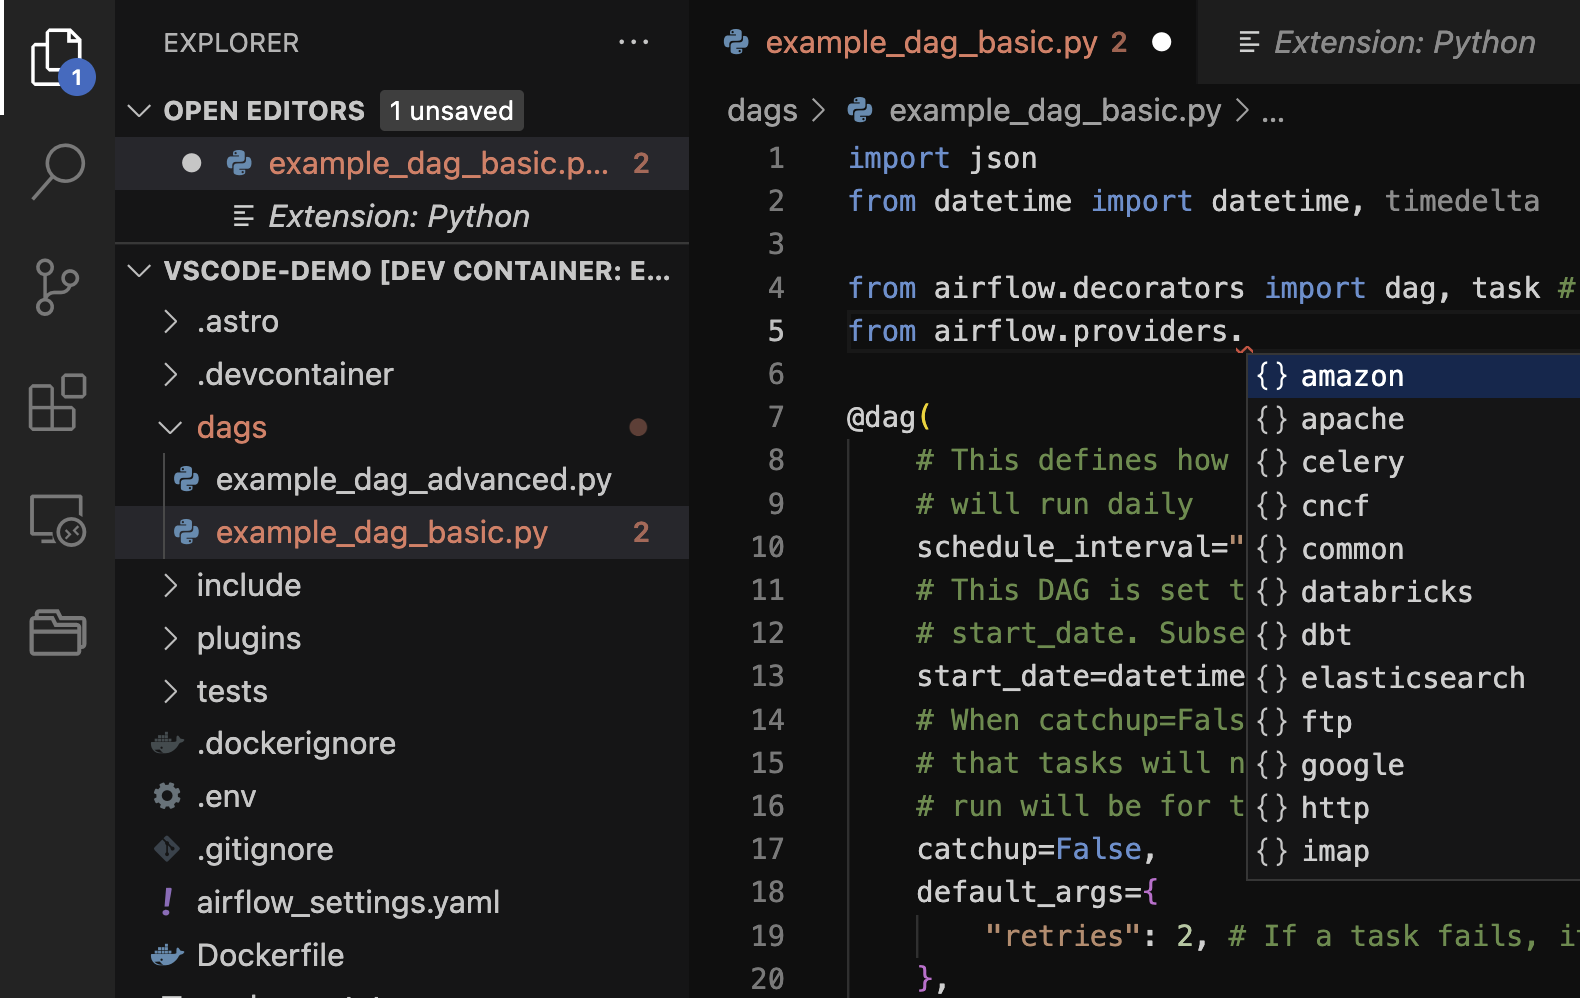 EXPLORER
OPEN EDITORS 1 unsaved
example_dag_basic.p... 2
Extension: Python
VSCODE-DEMO [DEV CONTAINER: E...
.astro
.devcontainer
dags
example_dag_advanced.py
example_dag_basic.py 2
include
plugins
tests
.dockerignore
.env
.gitignore
airflow_settings.yaml
Dockerfile
1
example_dag_basic.py 2
Extension: Python
dags > example_dag_basic.py > ...
1 import json
2 from datetime import datetime, timedelta
3
4 from airflow.decorators import dag, task #
5 from airflow.providers.
6
7 @dag(
8 # This defines how
9 # will run daily
10 schedule_interval="
11 # This DAG is set t
12 # start_date. Subse
13 start_date=datetime
14 # When catchup=Fals
15 # that tasks will n
16 # run will be for t
17 catchup=False,
18 default_args={
19 "retries": 2, # If a task fails, i
20 },
{} amazon
{} apache
{} celery
{} cncf
{} common
{} databricks
{} dbt
{} elasticsearch
{} ftp
{} google
{} http
{} imap